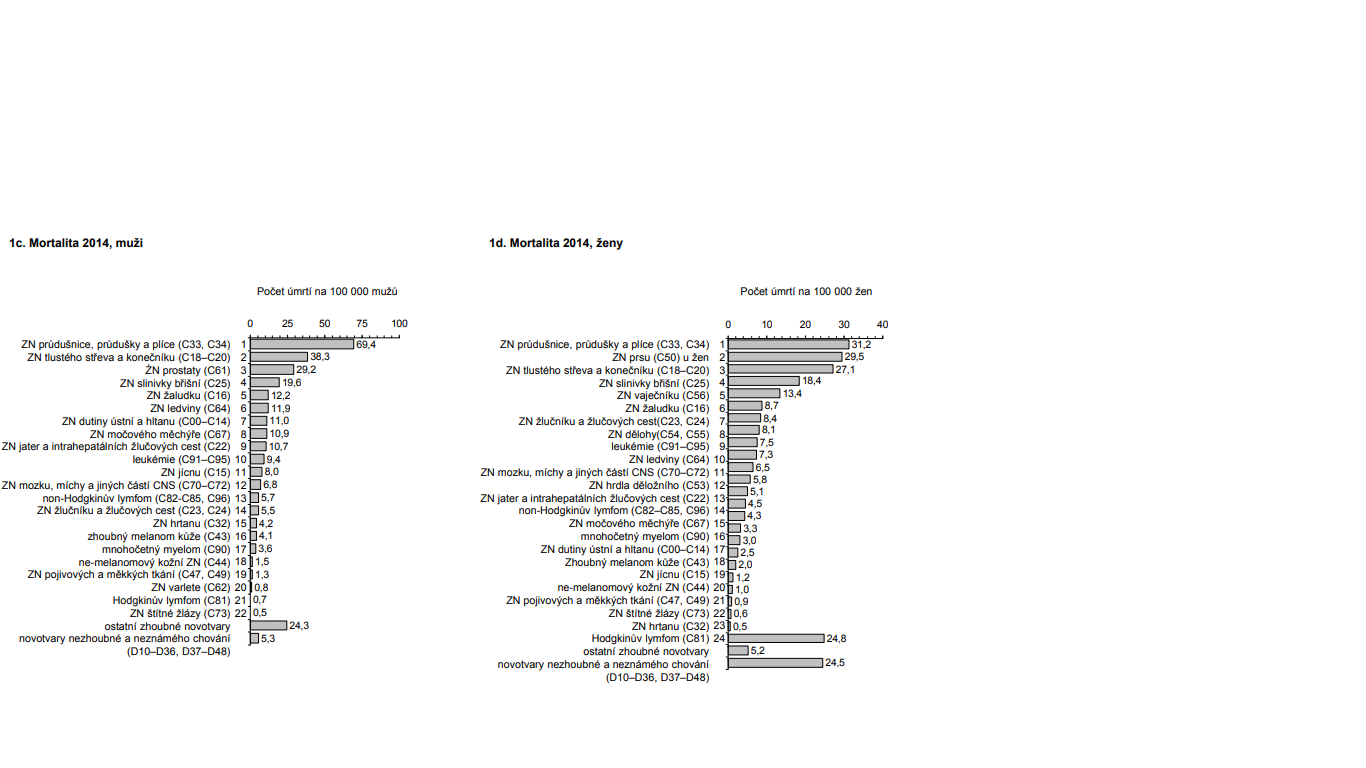 1c. Mortalita 2014, muži
Počet úmrtí na 100 000 mužů
0 25 50 75 100
ZN průdušnice, průdušky a plíce (C33, C34) 1 69,4
ZN tlustého střeva a konečníku (C18–C20) 2 38,3
ŽN prostaty (C61) 3 29,2
ZN slinivky břišní (C25) 4 19,6
ZN žaludku (C16) 5 12,2
ZN ledviny (C64) 6 11,9
ZN dutiny ústní a hltanu (C00–C14) 7 11,0
ZN močového měchýře (C67) 8 10,9
ZN jater a intrahepatálních žlučových cest (C22) 9 10,7
leukémie (C91–C95) 10 9,4
ZN jícnu (C15) 11 8,0
ZN mozku, míchy a jiných částí CNS (C70–C72) 12 6,8
non-Hodgkinův lymfom (C82-C85, C96) 13 5,7
ZN žlučníku a žlučových cest (C23, C24) 14 5,5
ZN hrtanu (C32) 15 4,2
zhoubný melanom kůže (C43) 16 4,1
mnohočetný myelom (C90) 17 3,6
ne-melanomový kožní ZN (C44) 18 1,5
ZN pojivových a měkkých tkání (C47, C49) 19 1,3
ZN varlete (C62) 20 0,8
Hodgkinův lymfom (C81) 21 0,7
ZN štítné žlázy (C73) 22 0,5
ostatní zhoubné novotvary 24,3
novotvary nezhoubné a neznámého chování 5,3
(D10–D36, D37–D48)
1d. Mortalita 2014, ženy
Počet úmrtí na 100 000 žen
0 10 20 30 40
ZN průdušnice, průdušky a plíce (C33, C34) 1 31,2
ZN prsu (C50) u žen 2 29,5
ZN tlustého střeva a konečníku (C18–C20) 3 27,1
ZN slinivky břišní (C25) 4 18,4
ZN vaječníku (C56) 5 13,4
ZN žaludku (C16) 6 8,7
ZN žlučníku a žlučových cest(C23, C24) 7 8,4
ZN dělohy(C54, C55) 8 8,1
leukémie (C91–C95) 9 7,5
ZN ledviny (C64) 10 7,3
ZN mozku, míchy a jiných částí CNS (C70–C72) 11 6,5
ZN hrdla děložního (C53) 12 5,8
ZN jater a intrahepatálních žlučových cest (C22) 13 5,1
non-Hodgkinův lymfom (C82–C85, C96) 14 4,5
ZN močového měchýře (C67) 15 4,3
mnohočetný myelom (C90) 16 3,3
ZN dutiny ústní a hltanu (C00–C14) 17 3,0
Zhoubný melanom kůže (C43) 18 2,5
ZN jícnu (C15) 19 2,0
ne-melanomový kožní ZN (C44) 20 1,2
ZN pojivových a měkkých tkání (C47, C49) 21 1,0
ZN štítné žlázy (C73) 22 0,9
ZN hrtanu (C32) 23 0,6
Hodgkinův lymfom (C81) 24 0,5
ostatní zhoubné novotvary 24,8
novotvary nezhoubné a neznámého chování 5,2
(D10–D36, D37–D48) 24,5